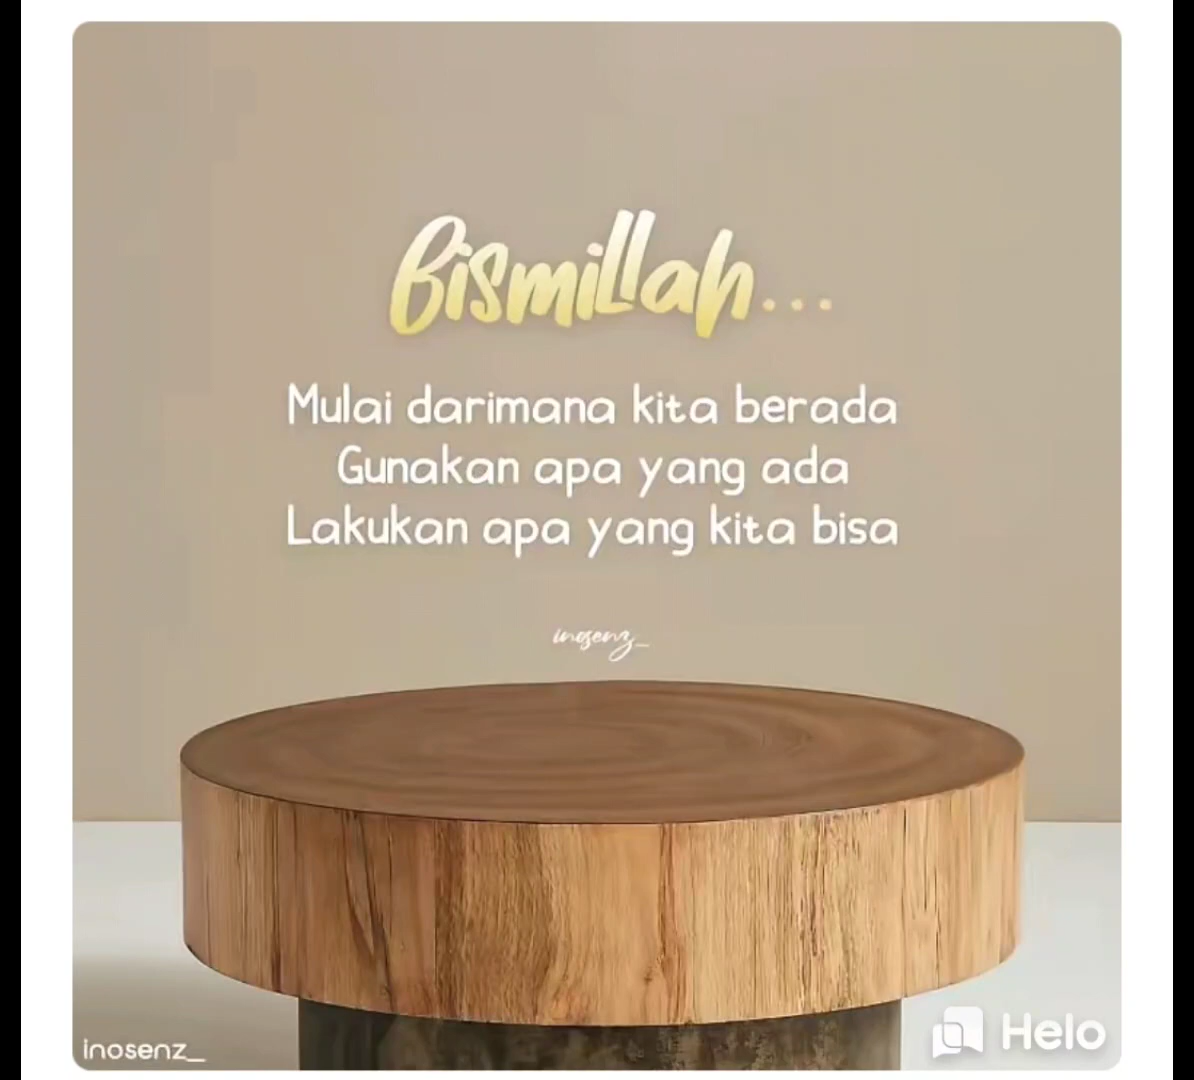 Bismillah...
Mulai darimana kita berada
Gunakan apa yang ada
Lakukan apa yang kita bisa
inosenz_
inosenz_
Helo